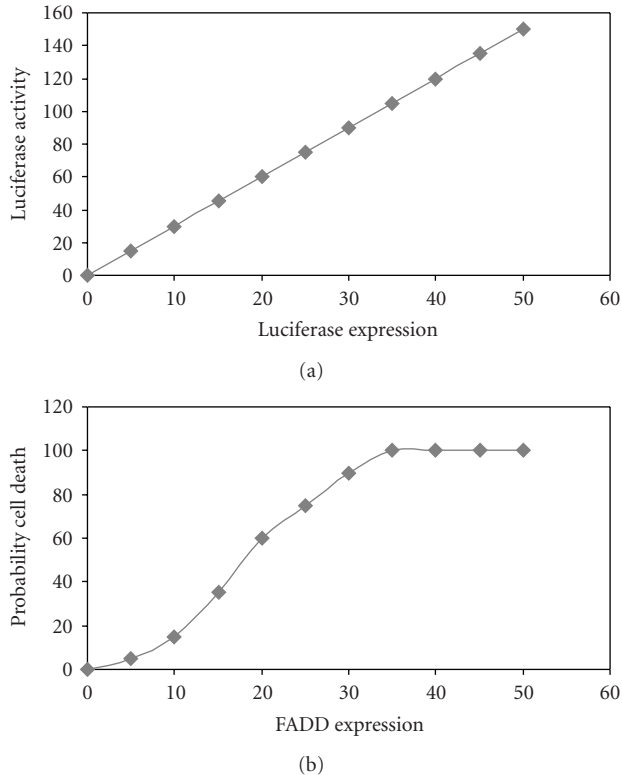 160
140
120
100
80
60
40
20
0
Luciferase activity
0 10 20 30 40 50 60
Luciferase expression
(a)
120
100
80
60
40
20
0
Probability cell death
0 10 20 30 40 50 60
FADD expression
(b)